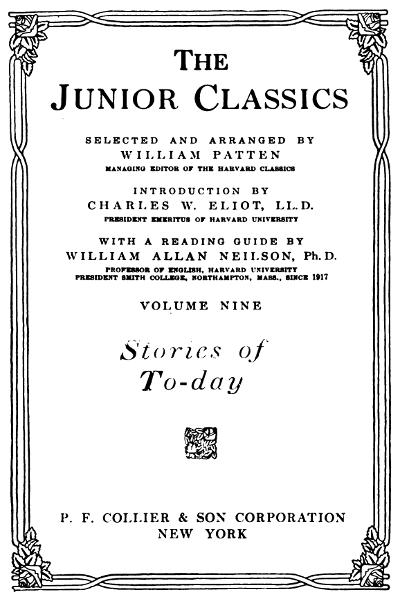 THE
JUNIOR CLASSICS
SELECTED AND ARRANGED BY
WILLIAM PATTEN
MANAGING EDITOR OF THE HARVARD CLASSICS
INTRODUCTION BY
CHARLES W. ELIOT, LL.D.
PRESIDENT EMERITUS OF HARVARD UNIVERSITY
WITH A READING GUIDE BY
WILLIAM ALLAN NEILSON, Ph.D.
PROFESSOR OF ENGLISH, HARVARD UNIVERSITY
PRESIDENT SMITH COLLEGE, NORTHAMPTON, MASS., SINCE 1917
VOLUME NINE
Stories of
To-day
P. F. COLLIER & SON CORPORATION
NEW YORK